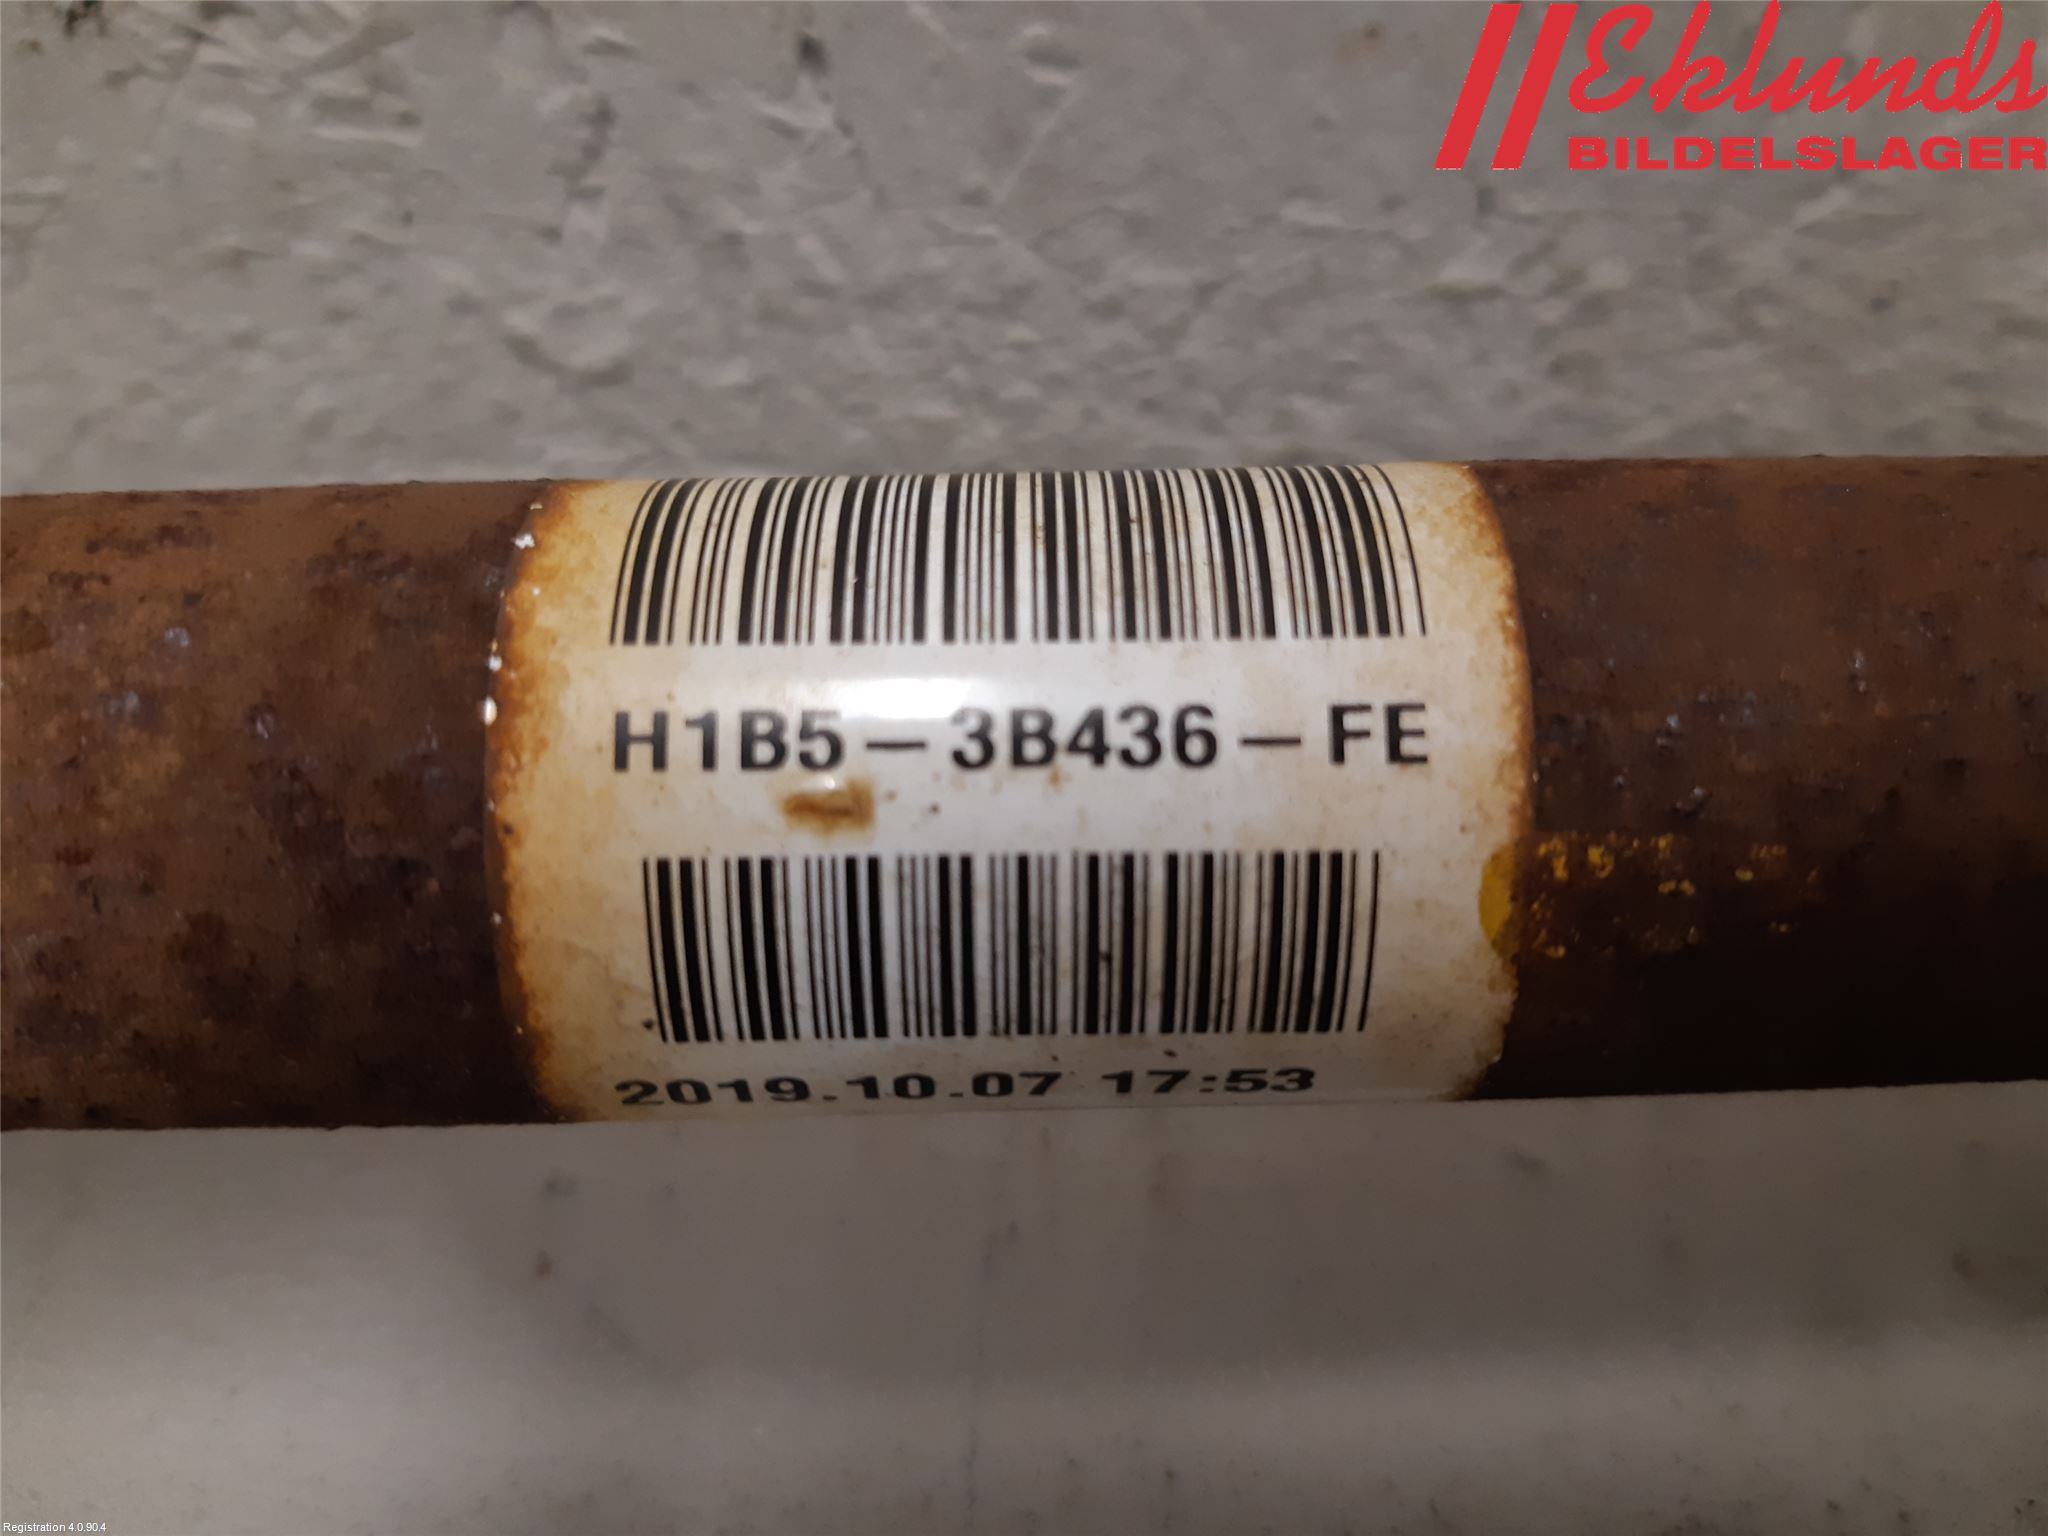 Eklunds
BILDELSLAGER
H1B5-3B436-FE
2019.10.07 17:53
Registration 4.0.90.4